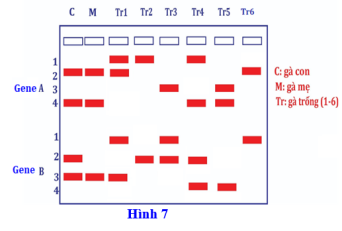 C M Tr1 Tr2 Tr3 Tr4 Tr5 Tr6
1
2
Gene A 3
4
C: gà con
M: gà mẹ
Tr: gà trống (1-6)
1
2
Gene B 3
4
Hình 7